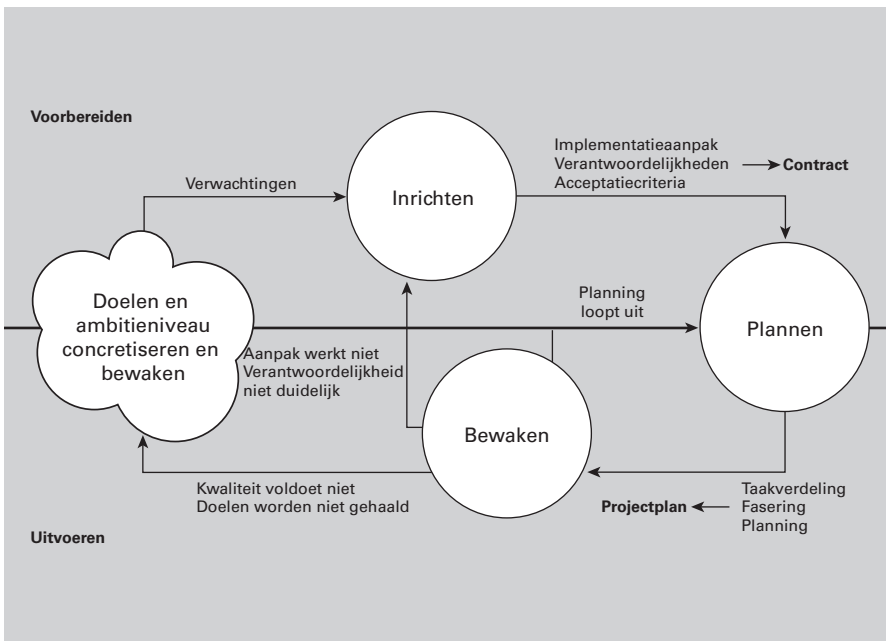 Voorbereiden
Implementatieaanpak
Verantwoordelijkheden
Acceptatiecriteria
Contract
Verwachtingen
Inrichten
Planning
loopt uit
Doelen en
ambitieniveau
concretiseren en
bewaken
Plannen
Aanpak werkt niet
Verantwoordelijkheid
niet duidelijk
Bewaken
Kwaliteit voldoet niet
Doelen worden niet gehaald
Projectplan
Taakverdeling
Fasering
Planning
Uitvoeren